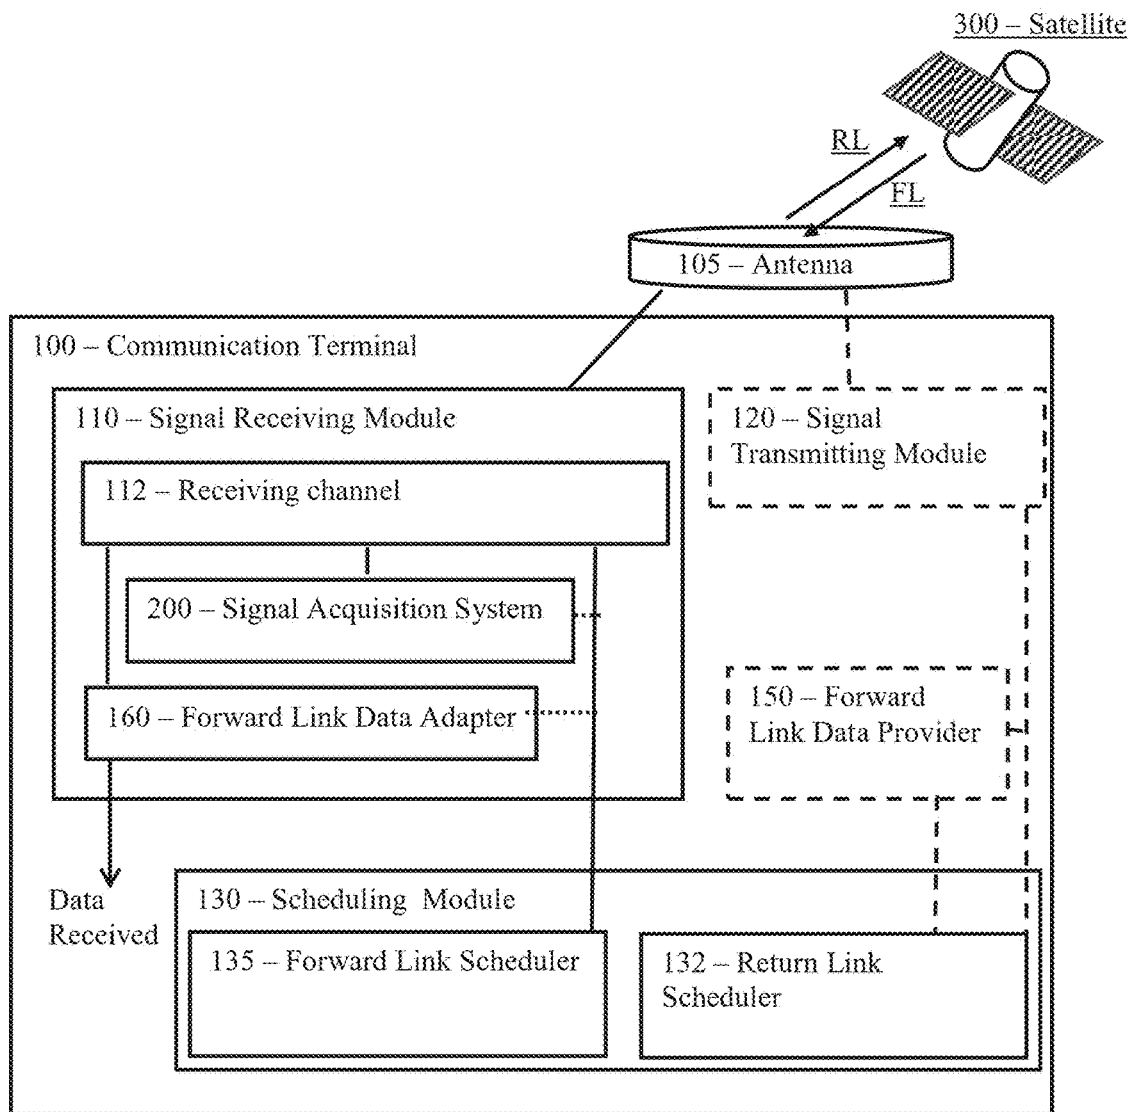 300 – Satellite
RL
FL
105 – Antenna
100 – Communication Terminal
110 – Signal Receiving Module
120 – Signal
Transmitting Module
112 – Receiving channel
200 – Signal Acquisition System
160 – Forward Link Data Adapter
150 – Forward
Link Data Provider
Data
Received
130 – Scheduling Module
135 – Forward Link Scheduler
132 – Return Link
Scheduler